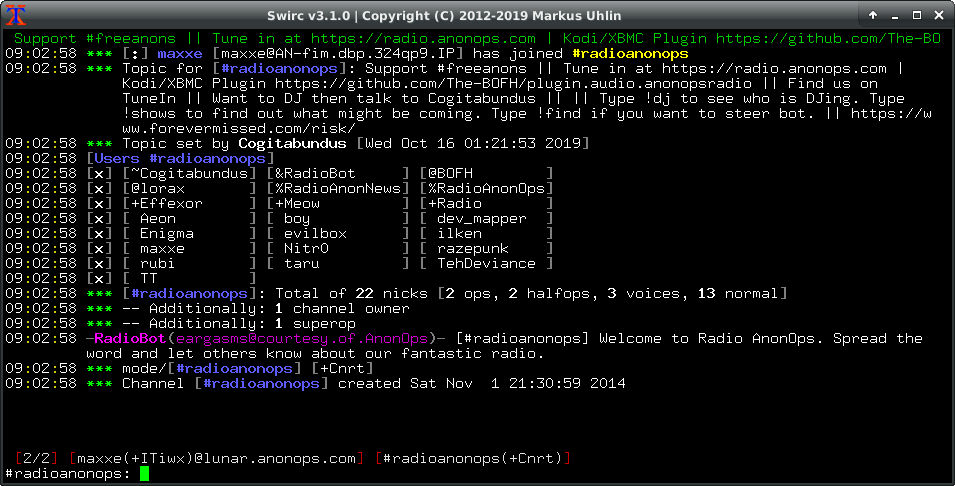 Swirc v3.1.0 | Copyright (C) 2012-2019 Markus Uhlin
Support #freeanons || Tune in at https://radio.anonops.com | Kodi/XBMC Plugin https://github.com/The-BO
09:02:58 *** [:] maxxe [maxxe@AN-fim.dbp.324qp9.IP] has joined #radioanonops
09:02:58 *** Topic for [#radioanonops]: Support #freeanons || Tune in at https://radio.anonops.com |
Kodi/XBMC Plugin https://github.com/The-BOFH/plugin.audio.anonopsradio || Find us on
TuneIn || Want to DJ then talk to Cogitabundus || || Type !dj to see who is DJing. Type
!shows to find out what might be coming. Type !find if you want to steer bot. || https://w
ww.forevermissed.com/risk/
09:02:58 *** Topic set by Cogitabundus [Wed Oct 16 01:21:53 2019]
09:02:58 [Users #radioanonops]
09:02:58 [x] [~Cogitabundus] [&RadioBot     ] [@BOFH        ]
09:02:58 [x] [@lorax       ] [%RadioAnonNews] [%RadioAnonOps]
09:02:58 [x] [+Effexor     ] [+Meow         ] [+Radio       ]
09:02:58 [x] [ Aeon        ] [ boy          ] [ dev_mapper  ]
09:02:58 [x] [ Enigma      ] [ evilbox      ] [ ilken       ]
09:02:58 [x] [ maxxe       ] [ Nitr0        ] [ razepunk    ]
09:02:58 [x] [ rubi        ] [ taru         ] [ TehDeviance ]
09:02:58 [x] [ TT          ]
09:02:58 *** [#radioanonops]: Total of 22 nicks [2 ops, 2 halfops, 3 voices, 13 normal]
09:02:58 *** -- Additionally: 1 channel owner
09:02:58 *** -- Additionally: 1 superop
09:02:58 -RadioBot(eargasms@courtesy.of.AnonOps)- [#radioanonops] Welcome to Radio AnonOps. Spread the
word and let others know about our fantastic radio.
09:02:58 *** mode/[#radioanonops] [+Cnrt]
09:02:58 *** Channel [#radioanonops] created Sat Nov  1 21:30:59 2014
[2/2] [maxxe(+ITiwx)@lunar.anonops.com] [#radioanonops(+Cnrt)]
#radioanonops: